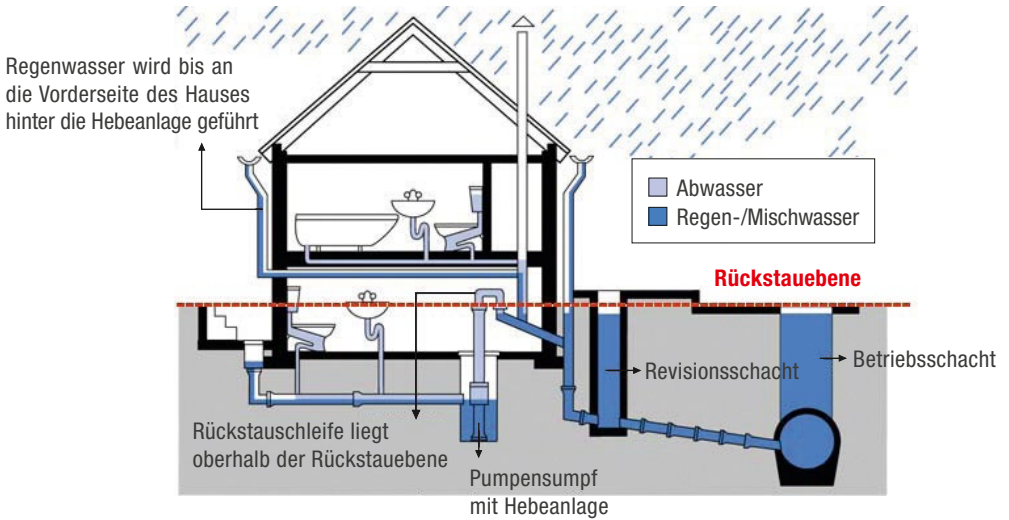 Regenwasser wird bis an
die Vorderseite des Hauses
hinter die Hebeanlage geführt
Abwasser
Regen-/Mischwasser
Rückstauebene
Revisionsschacht
Betriebsschacht
Rückstauschleife liegt
oberhalb der Rückstauebene
Pumpensumpf
mit Hebeanlage